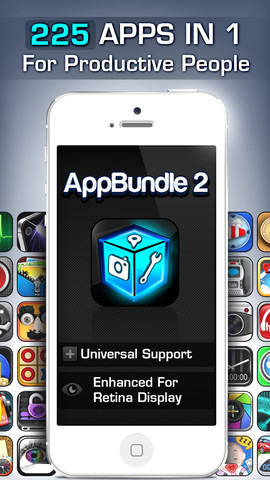 225 APPS IN 1
For Productive People
AppBundle 2
Universal Support
Enhanced For
Retina Display